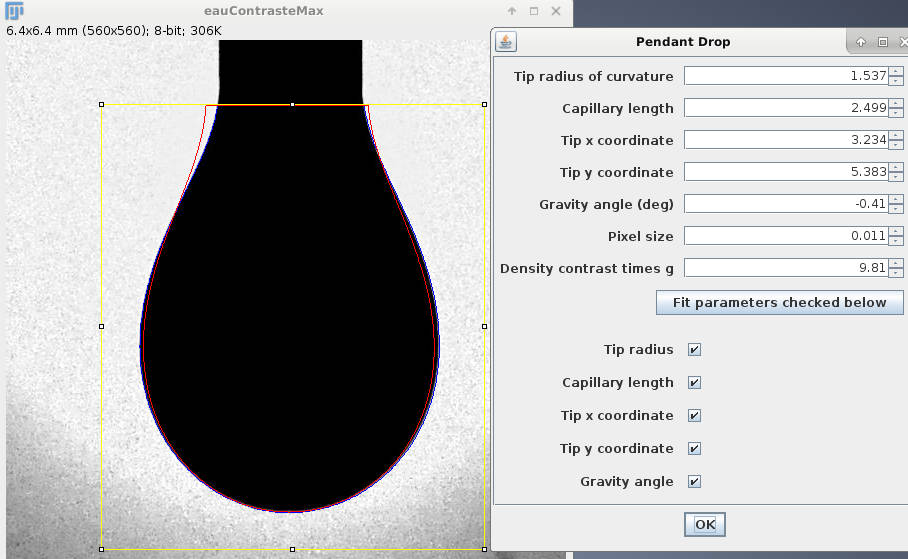 eauContrasteMax
6.4x6.4 mm (560x560); 8-bit; 306K
Pendant Drop
Tip radius of curvature 1.537
Capillary length 2.499
Tip x coordinate 3.234
Tip y coordinate 5.383
Gravity angle (deg) -0.41
Pixel size 0.011
Density contrast times g 9.81
Fit parameters checked below
Tip radius
Capillary length
Tip x coordinate
Tip y coordinate
Gravity angle
OK